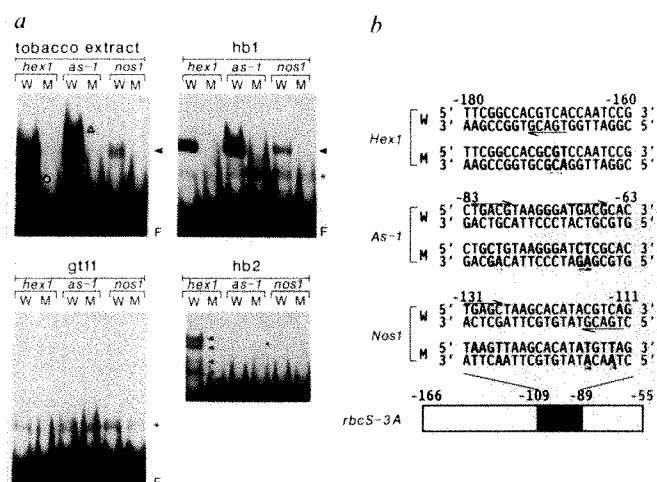 a
tobacco extract
hex1 as-1 nos1
W M W M W M
F
hb1
hex1 as-1 nos1
W M W M W M
*
F
gt11
hex1 as-1 nos1
W M W M W M
*
F
hb2
hex1 as-1 nos1
W M W M W M
b
-180 -160
Hex1
W 5' TTCGGCCACGTCACCAATCCG 3'
3' AAGCCGGTGCAGTGGTTAGGC 5'
M 5' TTCGGCCACGCGTCCAATCCG 3'
3' AAGCCGGTGCGCAGGTTAGGC 5'
-83 -63
As-1
W 5' CTGACGTAAGGGATGACGCAC 3'
3' GACTGCATTCCCTACTGCGTG 5'
M 5' CTGCTGTAAGGGATCTCGCAC 3'
3' GACGACATTCCCTAGAGCGTG 5'
-131 -111
Nos1
W 5' TGAGCTAAGCACATACGTCAG 3'
3' ACTCGATTCGTGTATGCAGTC 5'
M 5' TAAGTTAAGCACATATGTTAG 3'
3' ATTCAATTCGTGTATACAATC 5'
-166 -109 -89 -55
rbcS-3A